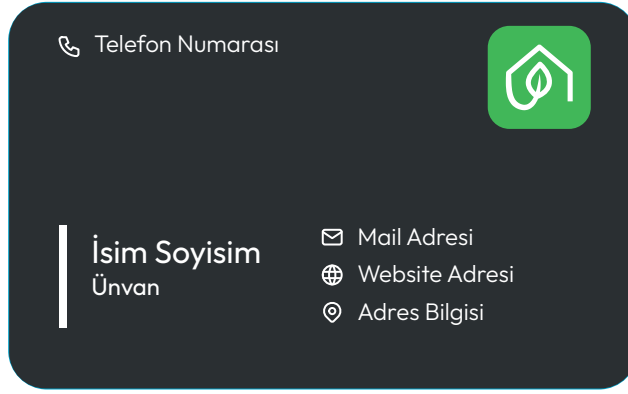 Telefon Numarası
İsim Soyisim
Ünvan
Mail Adresi
Website Adresi
Adres Bilgisi